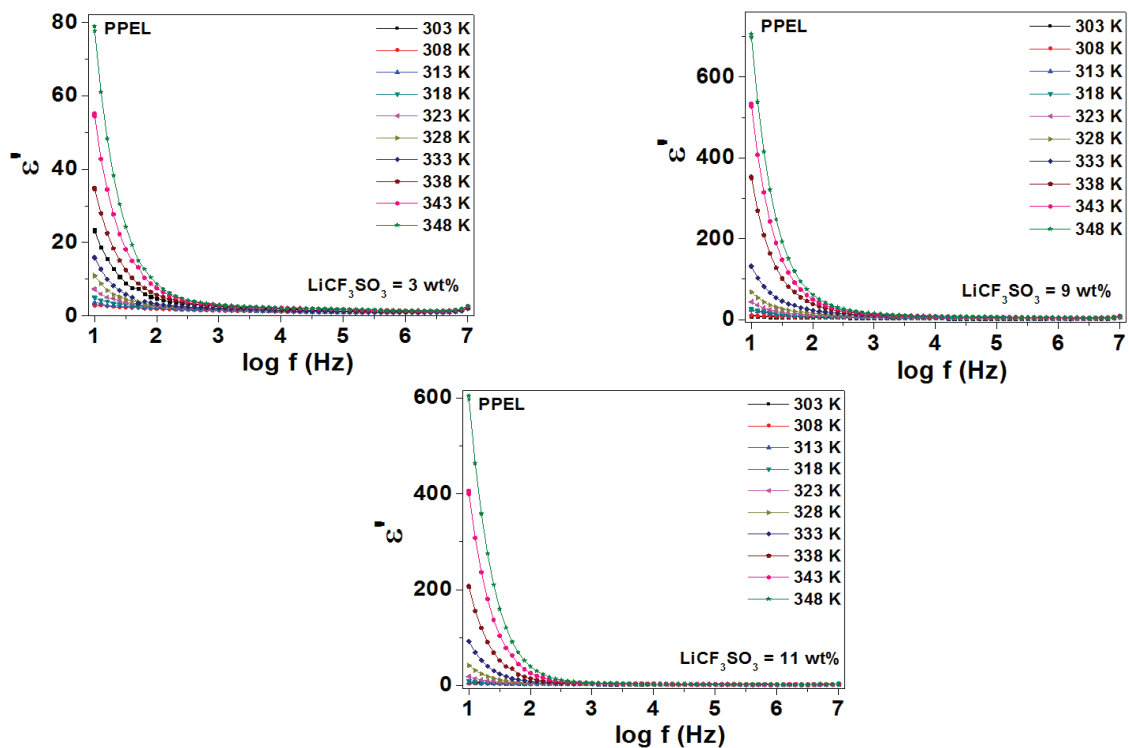 PPEL
80
60
40
20
0
ε'
1 2 3 4 5 6 7
log f (Hz)
303 K
308 K
313 K
318 K
323 K
328 K
333 K
338 K
343 K
348 K
LiCF₃SO₃ = 3 wt%
PPEL
600
400
200
0
ε'
1 2 3 4 5 6 7
log f (Hz)
303 K
308 K
313 K
318 K
323 K
328 K
333 K
338 K
343 K
348 K
LiCF₃SO₃ = 9 wt%
PPEL
600
400
200
0
ε'
1 2 3 4 5 6 7
log f (Hz)
303 K
308 K
313 K
318 K
323 K
328 K
333 K
338 K
343 K
348 K
LiCF₃SO₃ = 11 wt%